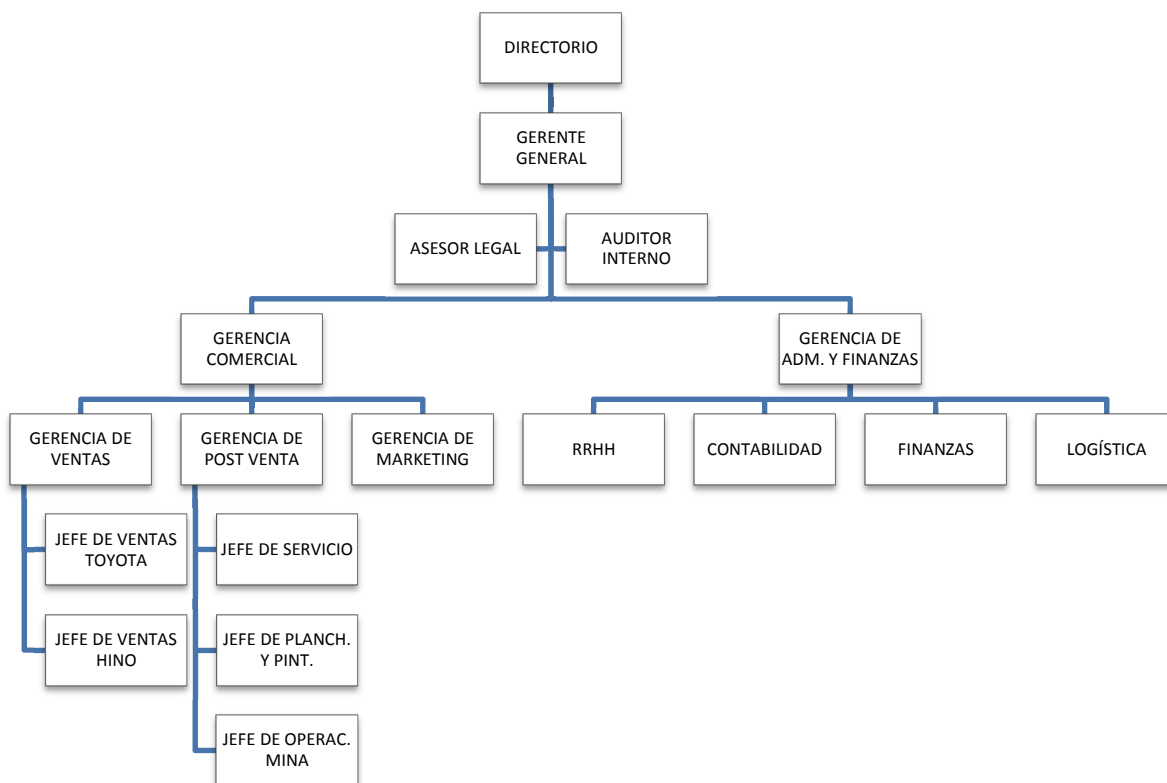 DIRECTORIO
GERENTE
GENERAL
ASESOR LEGAL
AUDITOR
INTERNO
GERENCIA
COMERCIAL
GERENCIA DE
ADM. Y FINANZAS
GERENCIA DE
VENTAS
GERENCIA DE
POST VENTA
GERENCIA DE
MARKETING
RRHH
CONTABILIDAD
FINANZAS
LOGÍSTICA
JEFE DE VENTAS
TOYOTA
JEFE DE SERVICIO
JEFE DE VENTAS
HINO
JEFE DE PLANCH.
Y PINT.
JEFE DE OPERAC.
MINA